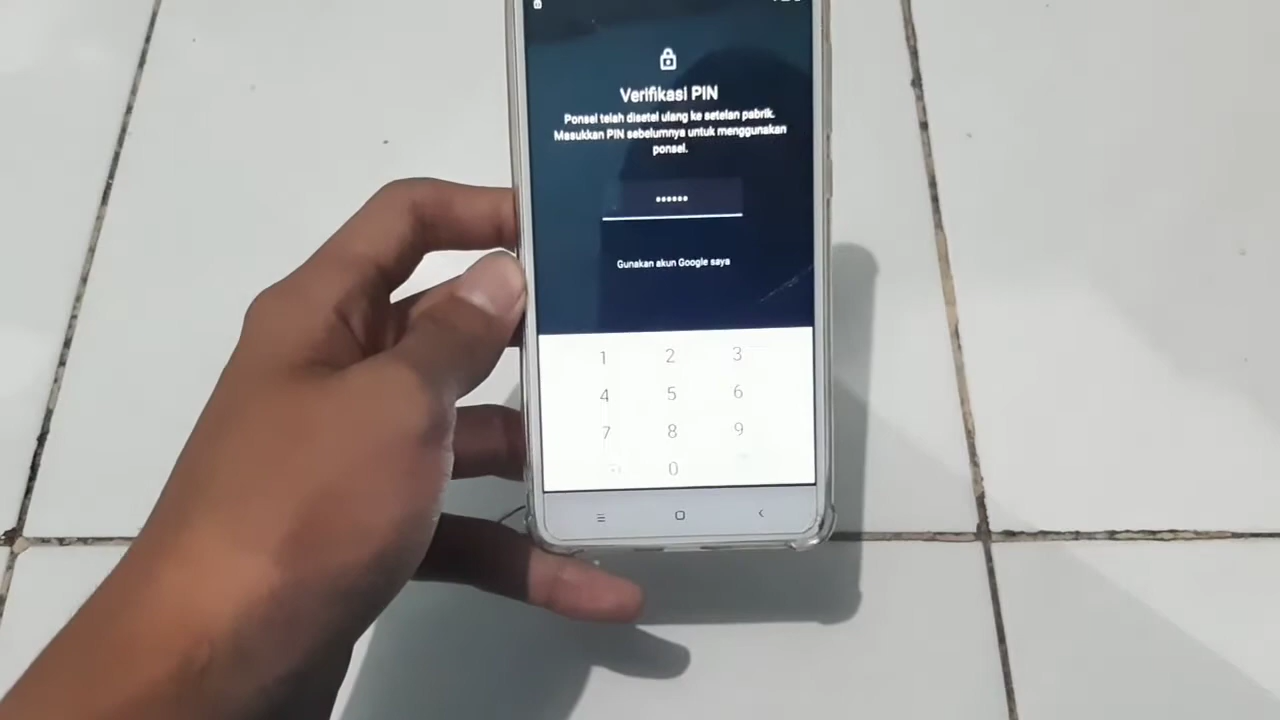 Verifikasi PIN
Ponsel telah disetel ulang ke setelan pabrik.
Masukkan PIN sebelumnya untuk menggunakan
ponsel.
••••••
Gunakan akun Google saya
1 2 3
4 5 6
7 8 9
0